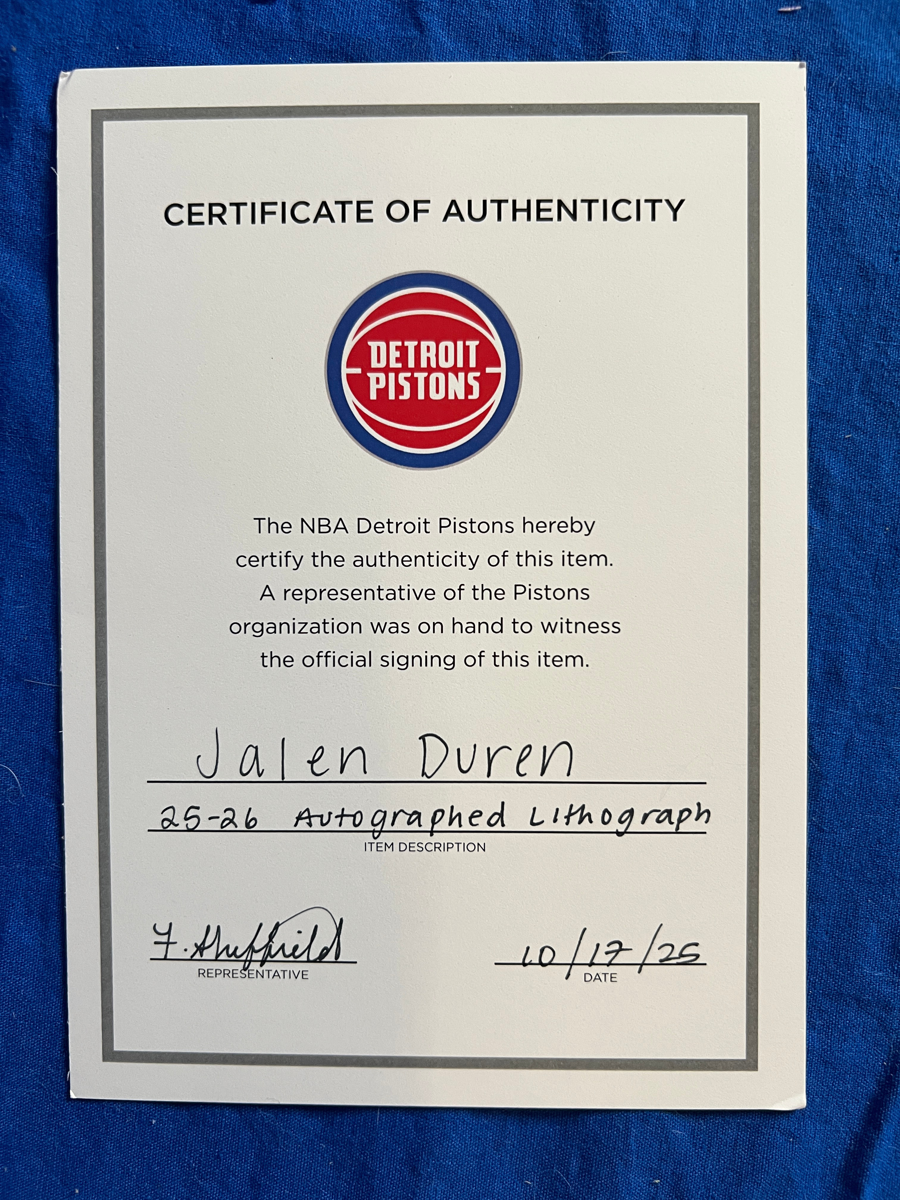 CERTIFICATE OF AUTHENTICITY
DETROIT
PISTONS
The NBA Detroit Pistons hereby
certify the authenticity of this item.
A representative of the Pistons
organization was on hand to witness
the official signing of this item.
Jalen Duren
25-26 Autographed Lithograph
ITEM DESCRIPTION
F. Sheffield
REPRESENTATIVE
10/17/25
DATE